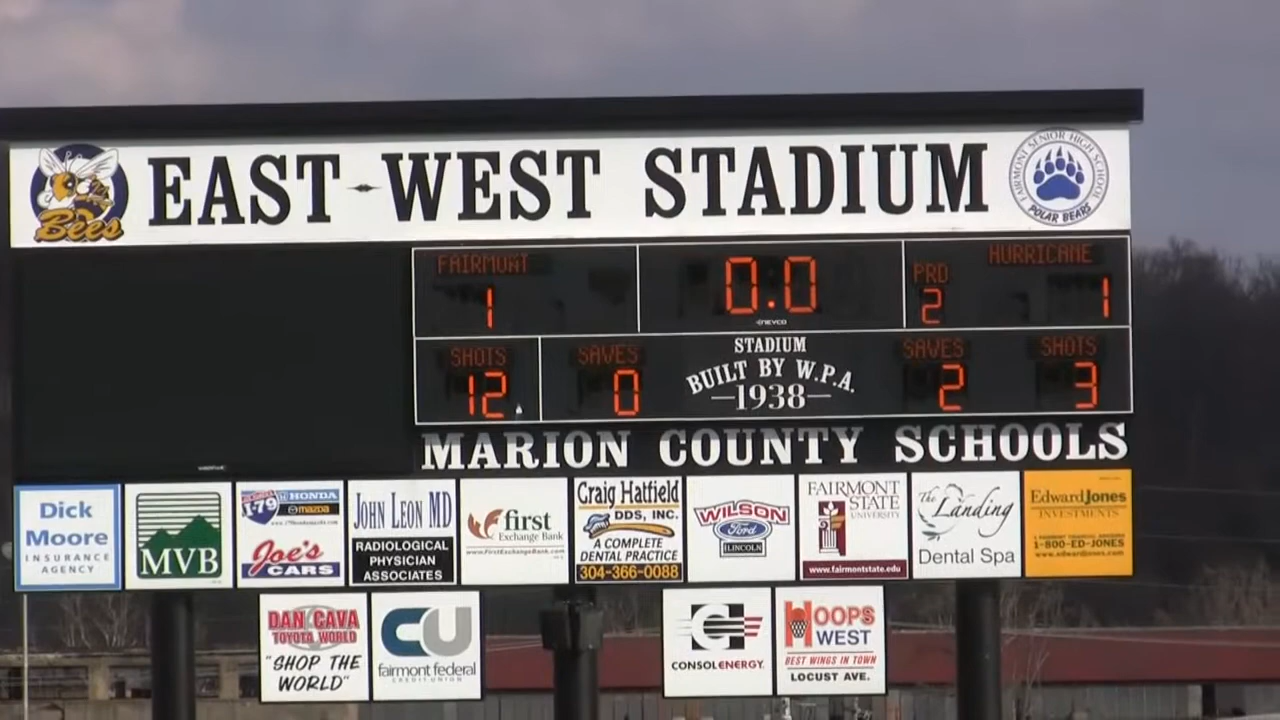 Bees
EAST-WEST STADIUM
FAIRMONT SENIOR HIGH SCHOOL
POLAR BEARS
FAIRMONT
1
0.0
NEVCO
PRD
2
HURRICANE
1
SHOTS
12
SAVES
0
STADIUM
BUILT BY W.P.A.
1938
SAVES
2
SHOTS
3
MARION COUNTY SCHOOLS
Dick
Moore
INSURANCE
AGENCY
MVB
I-79
HONDA
mazda
Joe's
CARS
JOHN LEON MD
RADIOLOGICAL
PHYSICIAN
ASSOCIATES
first
Exchange Bank
www.FirstExchangeBank.com
Craig Hatfield
DDS, INC.
A COMPLETE
DENTAL PRACTICE
304-366-0088
WILSON
Ford
LINCOLN
FAIRMONT
STATE
UNIVERSITY
www.fairmontstate.edu
The Landing
Dental Spa
Edward Jones
INVESTMENTS
1-800-ED-JONES
www.edwardjones.com
DAN CAVA
TOYOTA WORLD
"SHOP THE
WORLD"
CU
fairmont federal
CREDIT UNION
CONSOL ENERGY.
HOOPS
WEST
BEST WINGS IN TOWN
LOCUST AVE.